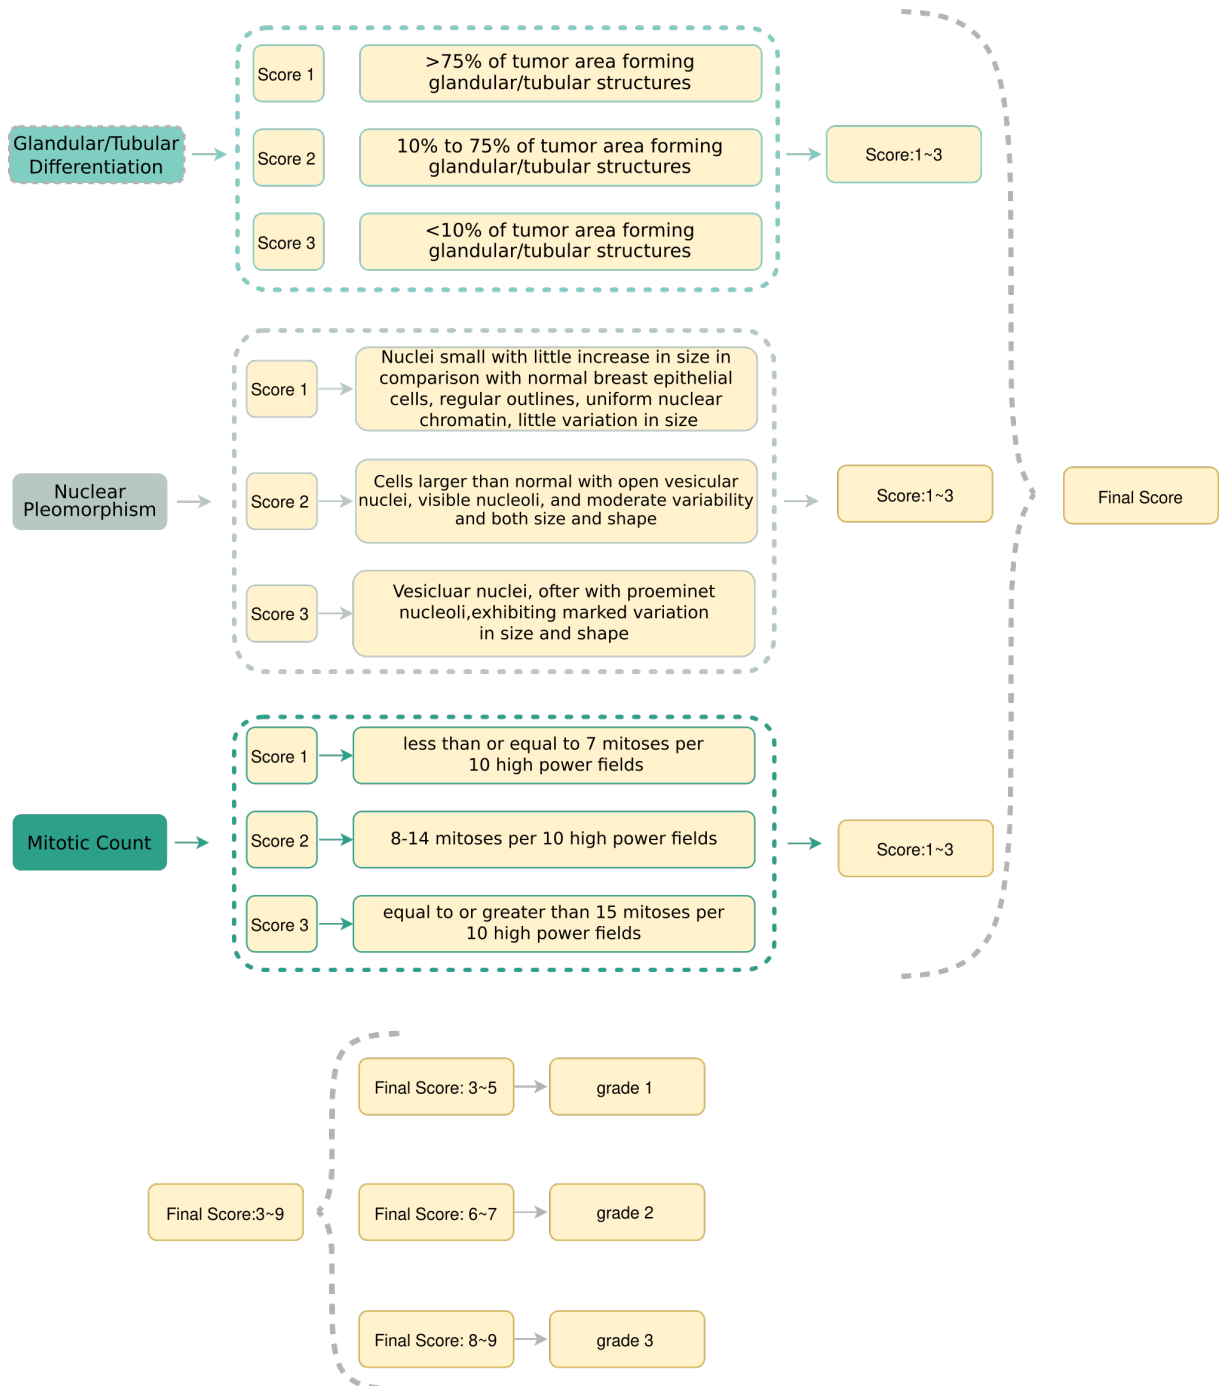 Glandular/Tubular
Differentiation
Score 1
>75% of tumor area forming
glandular/tubular structures
Score 2
10% to 75% of tumor area forming
glandular/tubular structures
Score 3
<10% of tumor area forming
glandular/tubular structures
Score:1~3
Nuclear
Pleomorphism
Score 1
Nuclei small with little increase in size in
comparison with normal breast epithelial
cells, regular outlines, uniform nuclear
chromatin, little variation in size
Score 2
Cells larger than normal with open vesicular
nuclei, visible nucleoli, and moderate variability
and both size and shape
Score 3
Vesicluar nuclei, ofter with proeminet
nucleoli,exhibiting marked variation
in size and shape
Score:1~3
Final Score
Mitotic Count
Score 1
less than or equal to 7 mitoses per
10 high power fields
Score 2
8-14 mitoses per 10 high power fields
Score 3
equal to or greater than 15 mitoses per
10 high power fields
Score:1~3
Final Score:3~9
Final Score: 3~5
grade 1
Final Score: 6~7
grade 2
Final Score: 8~9
grade 3